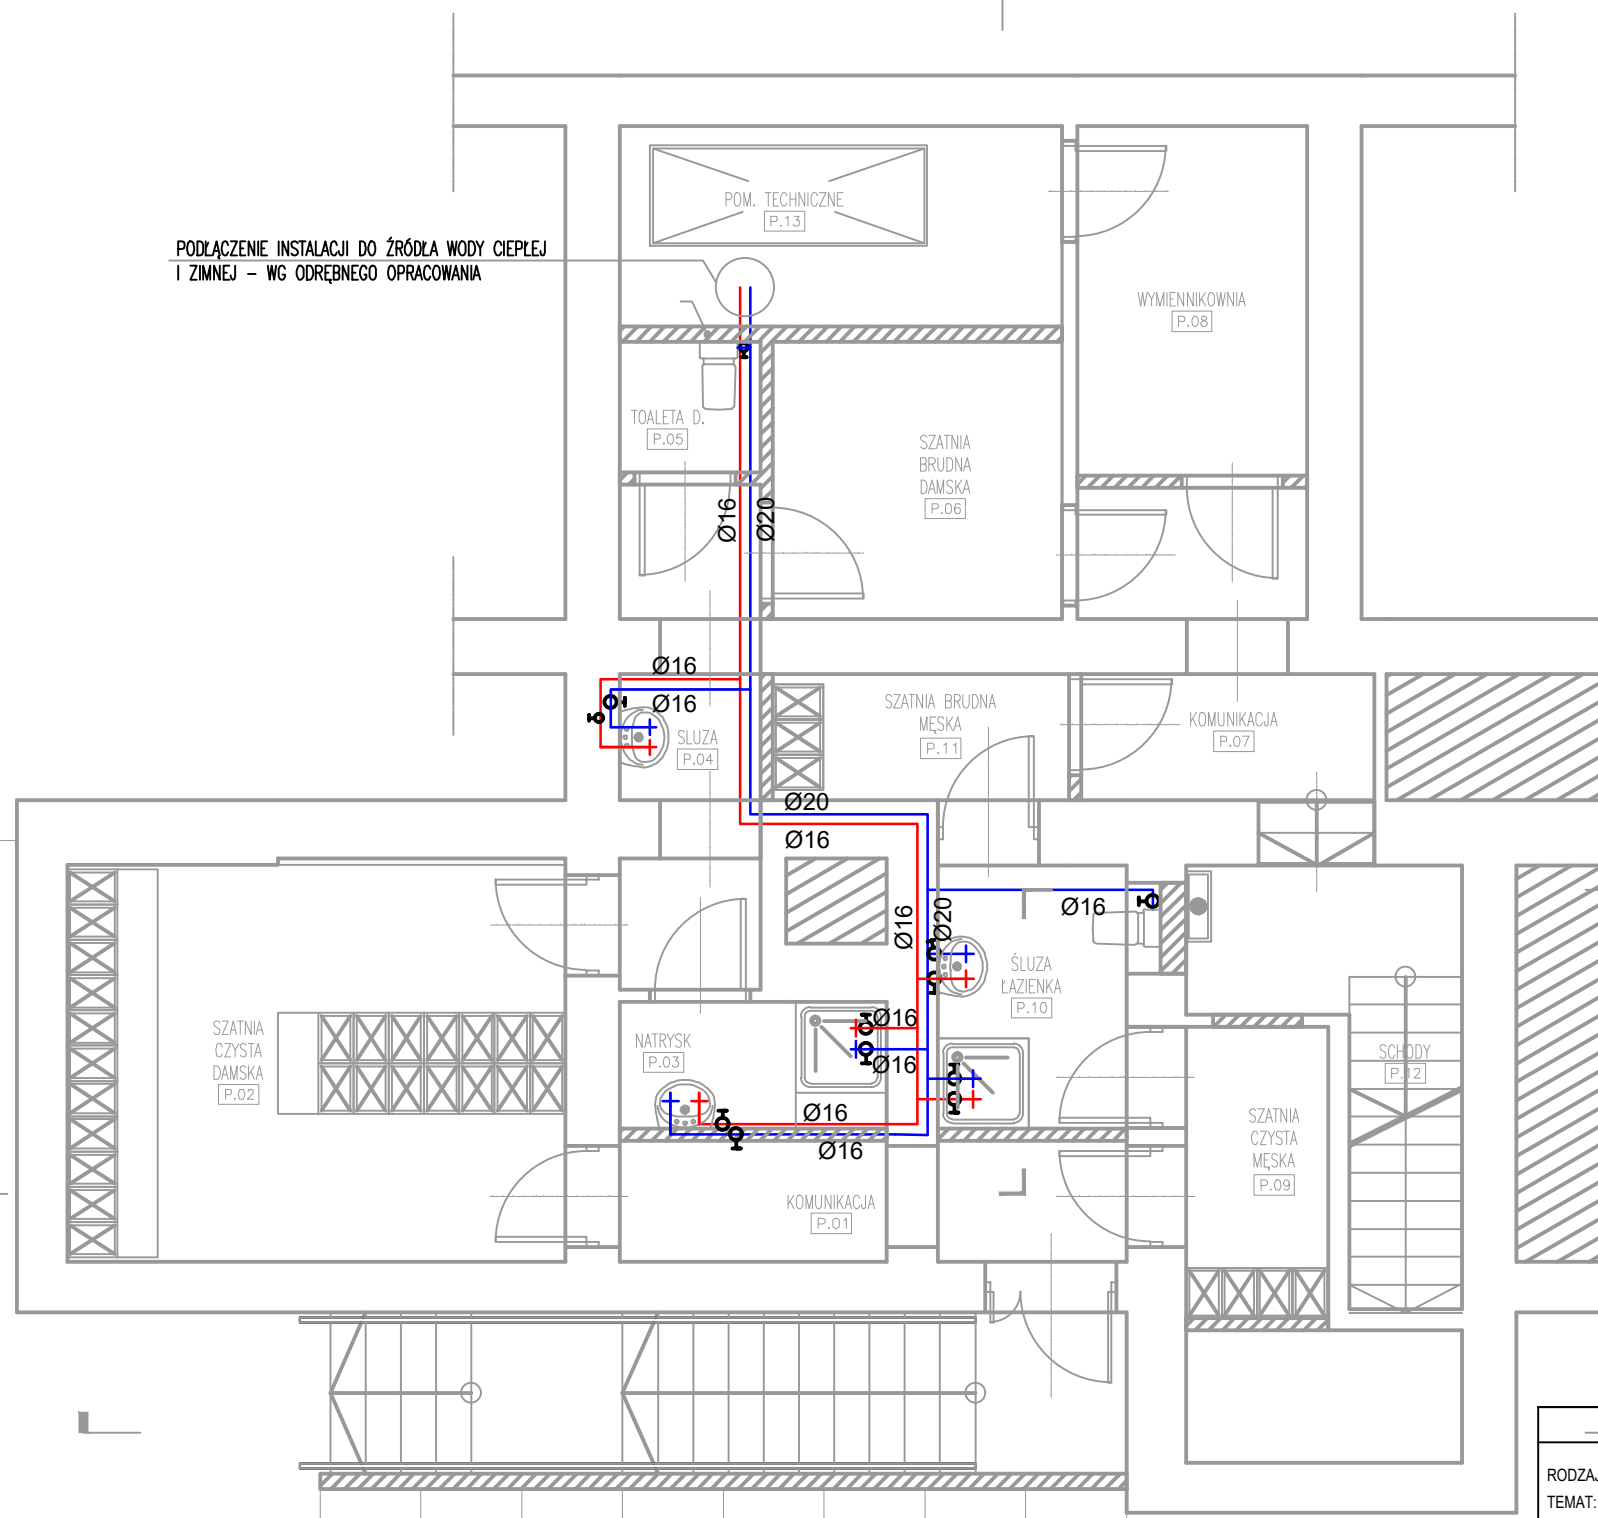 POM. TECHNICZNE
P.13
PODŁĄCZENIE INSTALACJI DO ŹRÓDŁA WODY CIEPŁEJ
I ZIMNEJ – WG ODRĘBNEGO OPRACOWANIA
WYMIENNIKOWNIA
P.08
TOALETA D.
P.05
SZATNIA
BRUDNA
DAMSKA
P.06
Ø16
Ø20
Ø16
Ø16
SLUZA
P.04
SZATNIA BRUDNA
MĘSKA
P.11
KOMUNIKACJA
P.07
Ø20
Ø16
Ø16
Ø20
Ø16
ŚLUZA
ŁAZIENKA
P.10
SZATNIA
CZYSTA
DAMSKA
P.02
NATRYSK
P.03
Ø16
Ø16
SCHODY
P.12
Ø16
Ø16
SZATNIA
CZYSTA
MĘSKA
P.09
KOMUNIKACJA
P.01
RODZAJ
TEMAT: